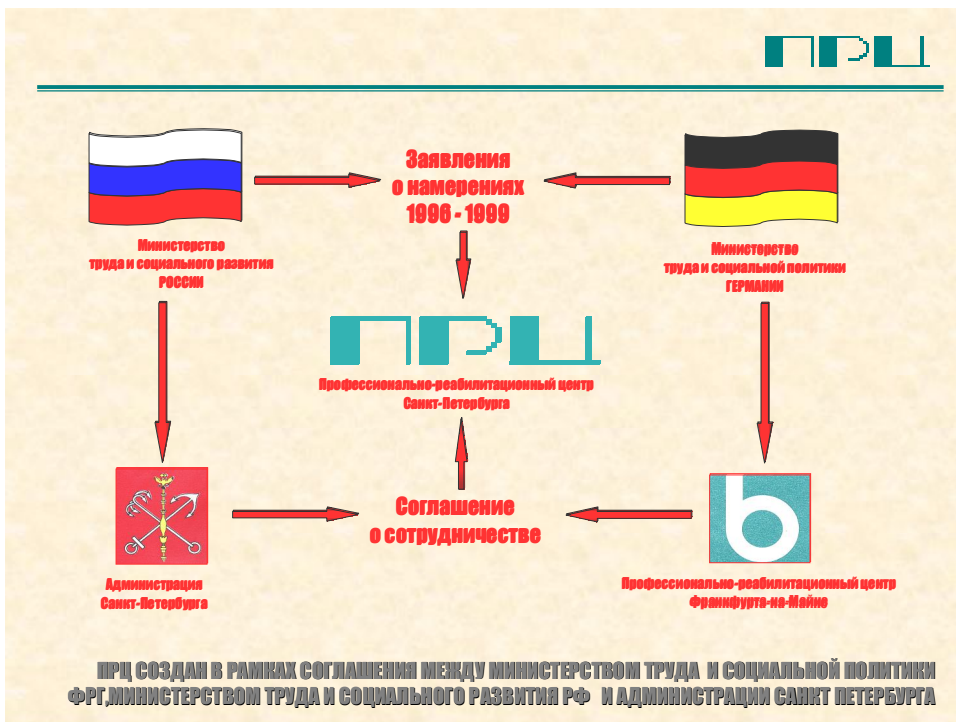 ПРЦ
Заявления
о намерениях
1996 - 1999
Министерство
труда и социального развития
РОССИИ
Министерство
труда и социальной политики
ГЕРМАНИИ
ПРЦ
Профессионально-реабилитационный центр
Санкт-Петербурга
Соглашение
о сотрудничестве
Администрация
Санкт-Петербурга
Профессионально-реабилитационный центр
Франкфурта-на-Майне
ПРЦ СОЗДАН В РАМКАХ СОГЛАШЕНИЯ МЕЖДУ МИНИСТЕРСТВОМ ТРУДА И СОЦИАЛЬНОЙ ПОЛИТИКИ
ФРГ,МИНИСТЕРСТВОМ ТРУДА И СОЦИАЛЬНОГО РАЗВИТИЯ РФ И АДМИНИСТРАЦИИ САНКТ ПЕТЕРБУРГА